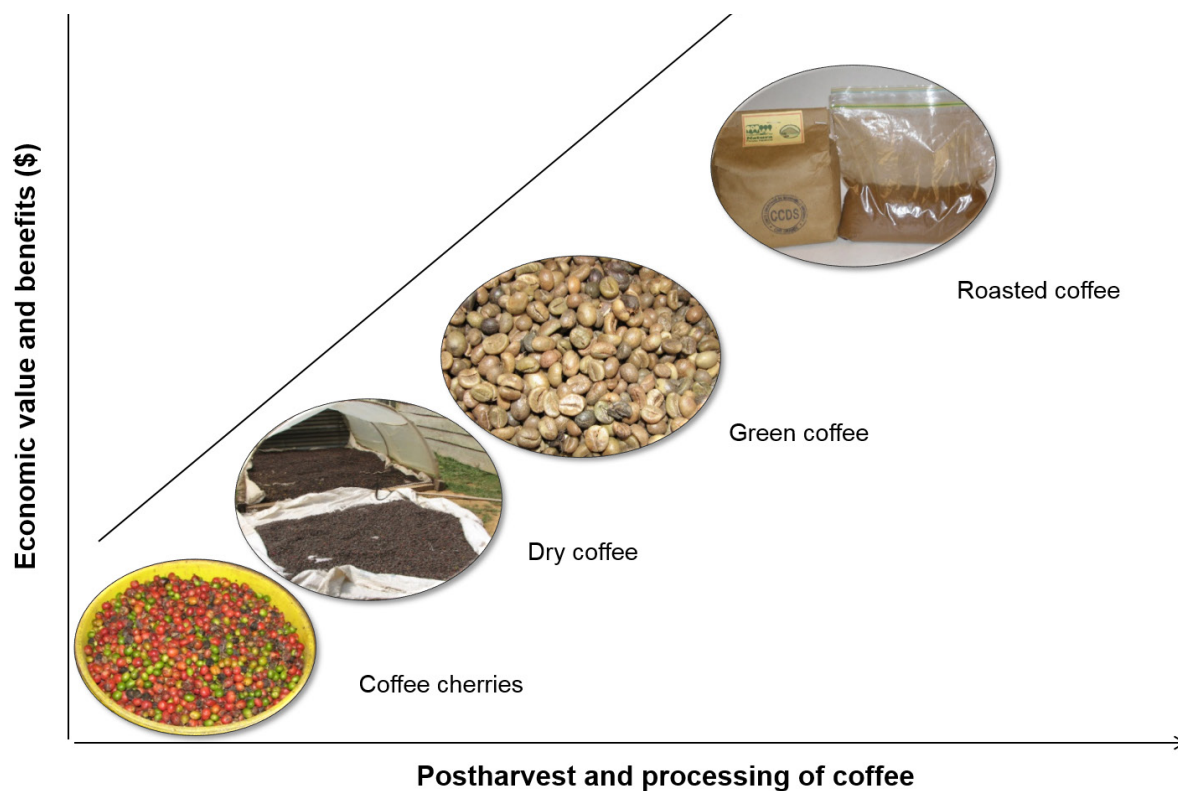 Economic value and benefits ($)
CCDS
Roasted coffee
Green coffee
Dry coffee
Coffee cherries
Postharvest and processing of coffee